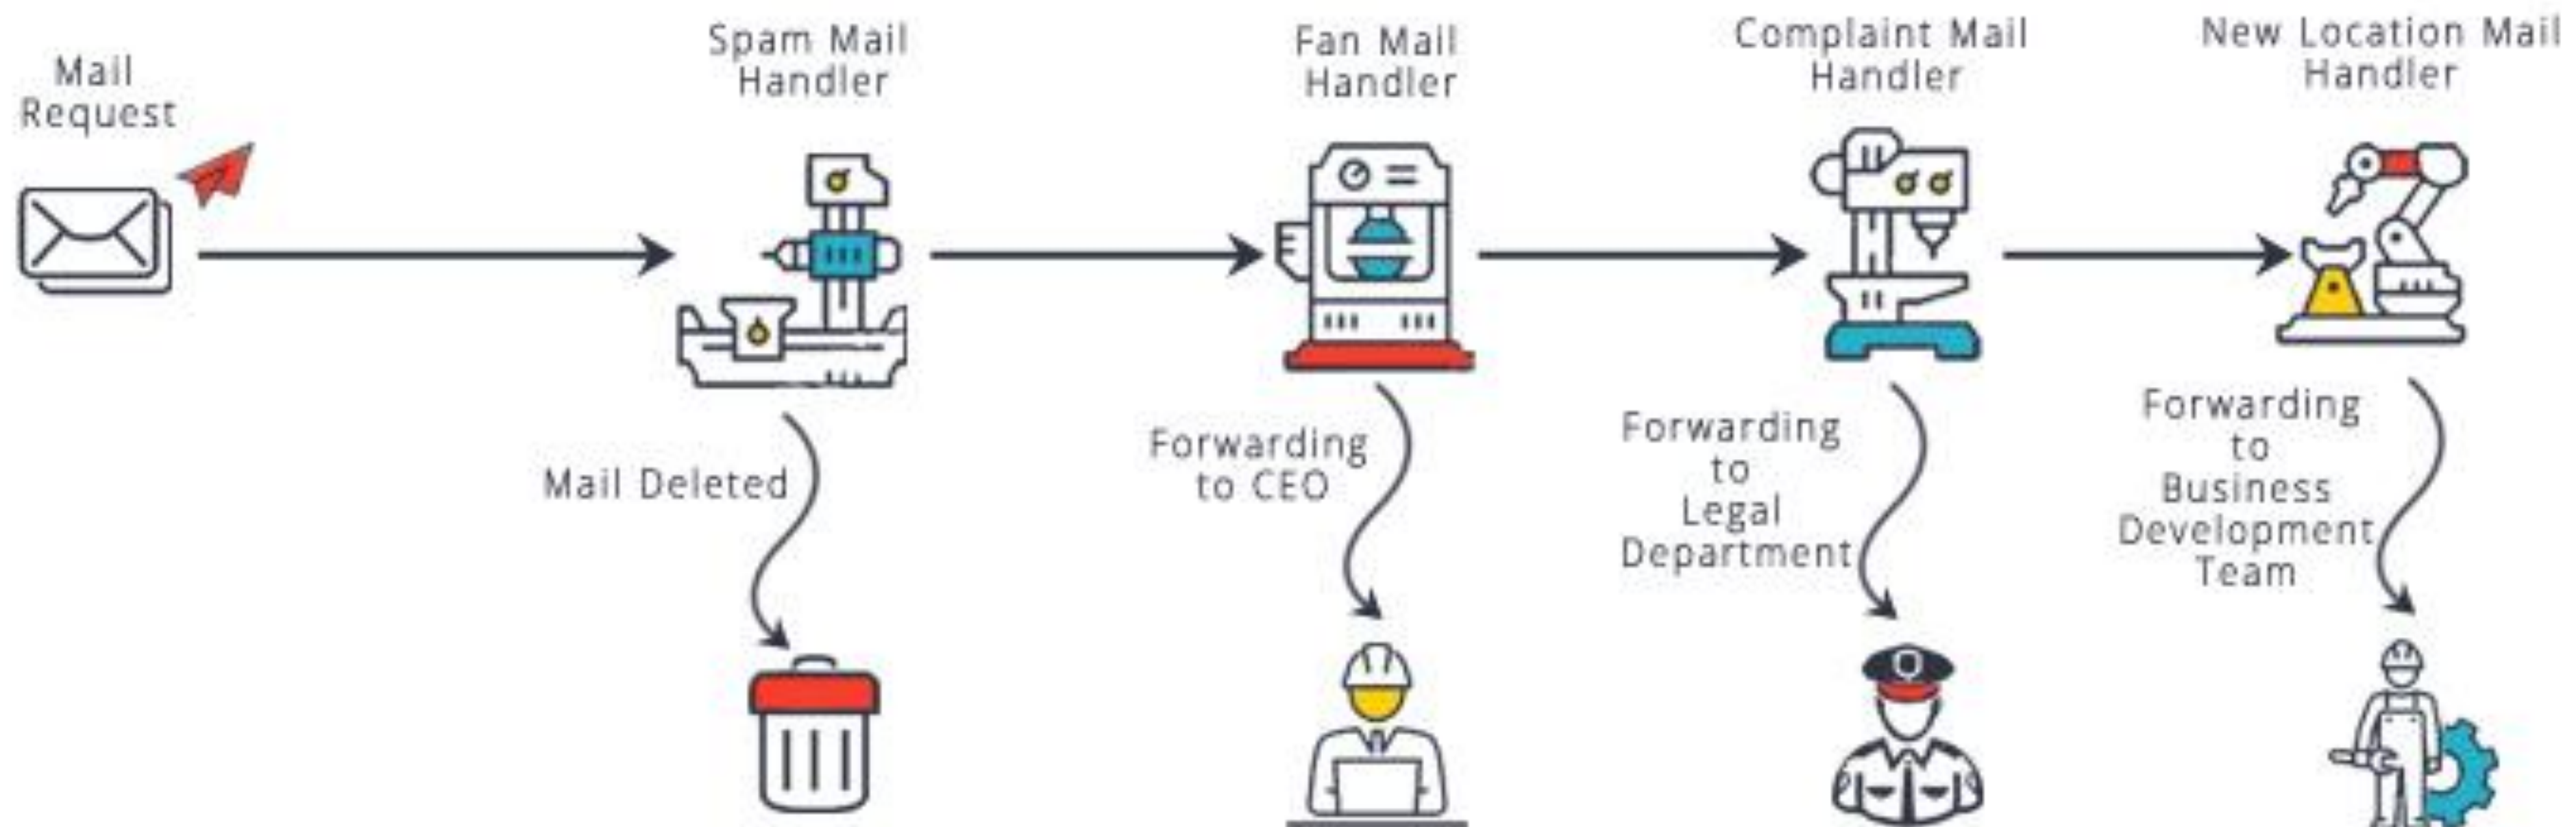 Mail
Request
Spam Mail
Handler
Fan Mail
Handler
Complaint Mail
Handler
New Location Mail
Handler
Mail Deleted
Forwarding
to CEO
Forwarding
to
Legal
Department
Forwarding
to
Business
Development
Team